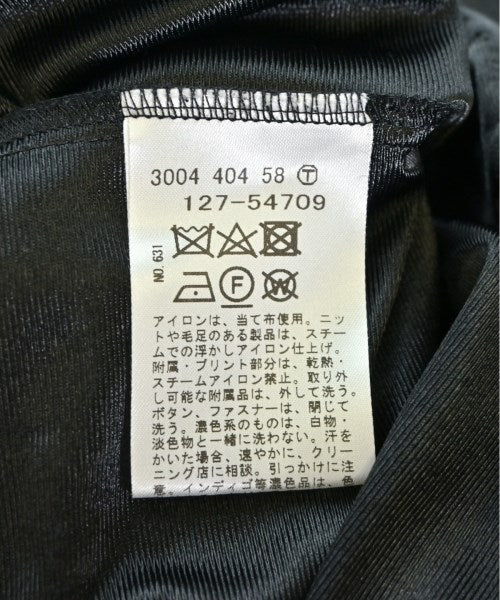 3004 404 58 Ⓣ
127-54709
NO. 631
F
W
アイロンは、当て布使用。ニッ
トや毛足のある製品は、スチー
ムでの浮かしアイロン仕上げ。
附属・プリント部分は、乾熱・
スチームアイロン禁止。取り外
し可能な附属品は、外して洗う。
ボタン、ファスナーは、閉じて
洗う。濃色系のものは、白物・
淡色物と一緒に洗わない。汗を
かいた場合、速やかに、クリー
ニング店に相談。引っかけに注
意。インディゴ等濃色品は、色